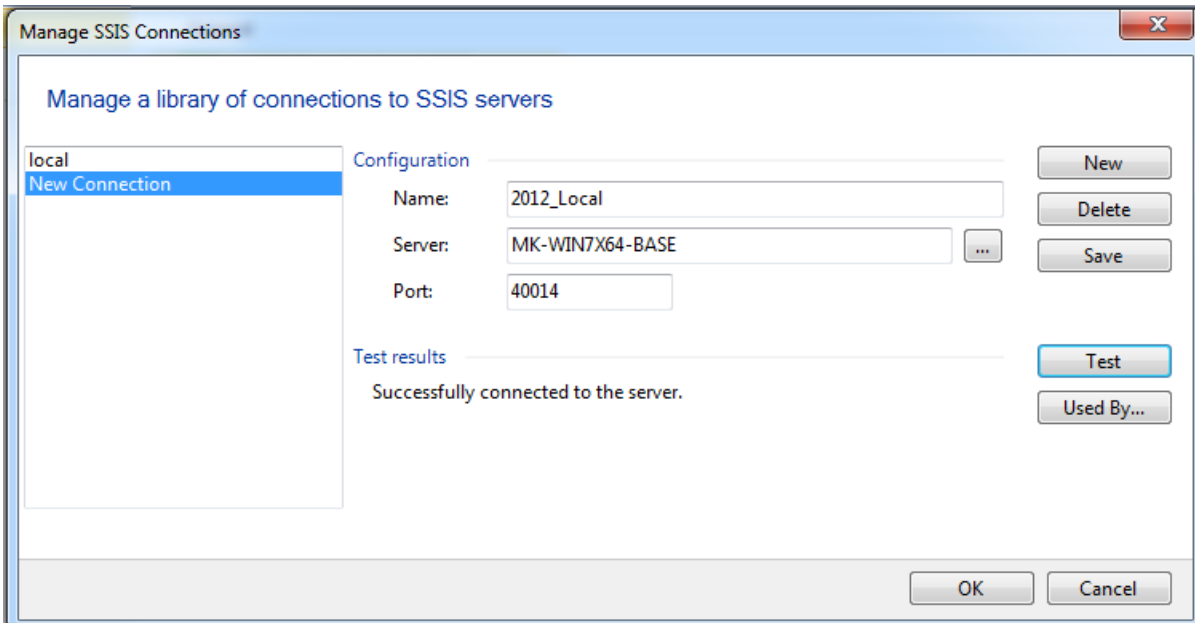 Manage SSIS Connections
Manage a library of connections to SSIS servers
local
New Connection
Configuration
Name: 2012_Local
Server: MK-WIN7X64-BASE ...
Port: 40014
New
Delete
Save
Test results
Successfully connected to the server.
Test
Used By...
OK Cancel